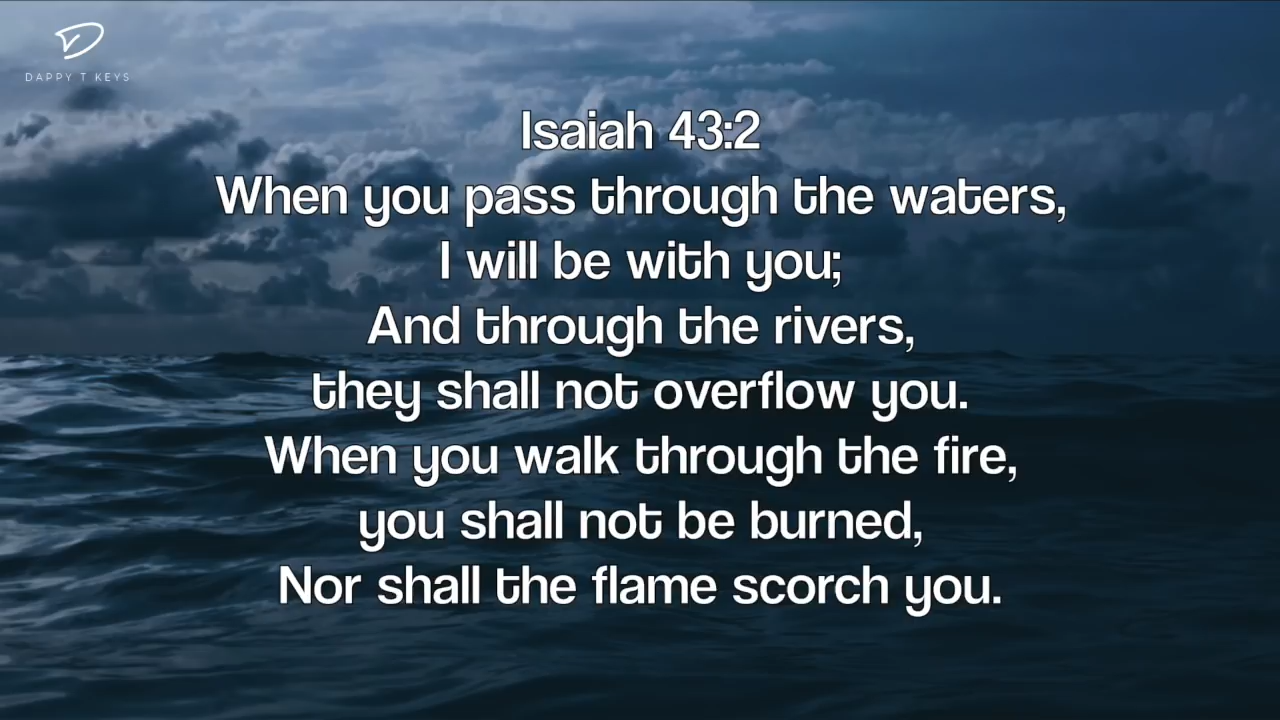 DAPPY T KEYS
Isaiah 43:2
When you pass through the waters,
I will be with you;
And through the rivers,
they shall not overflow you.
When you walk through the fire,
you shall not be burned,
Nor shall the flame scorch you.